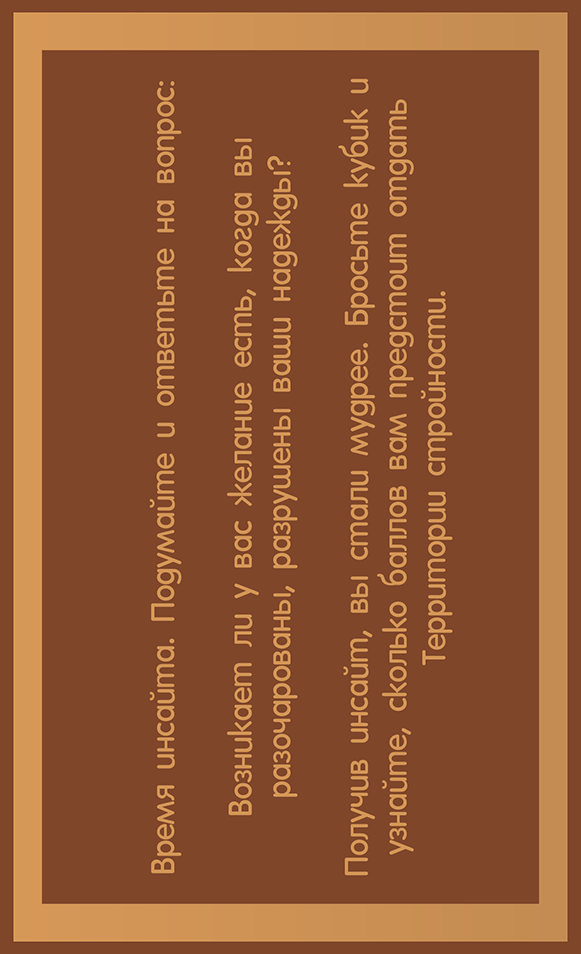 Время инсайта. Подумайте и ответьте на вопрос:
Возникает ли у вас желание есть, когда вы
разочарованы, разрушены ваши надежды?
Получив инсайт, вы стали мудрее. Бросьте кубик и
узнайте, сколько баллов вам предстоит отдать
Территории стройности.